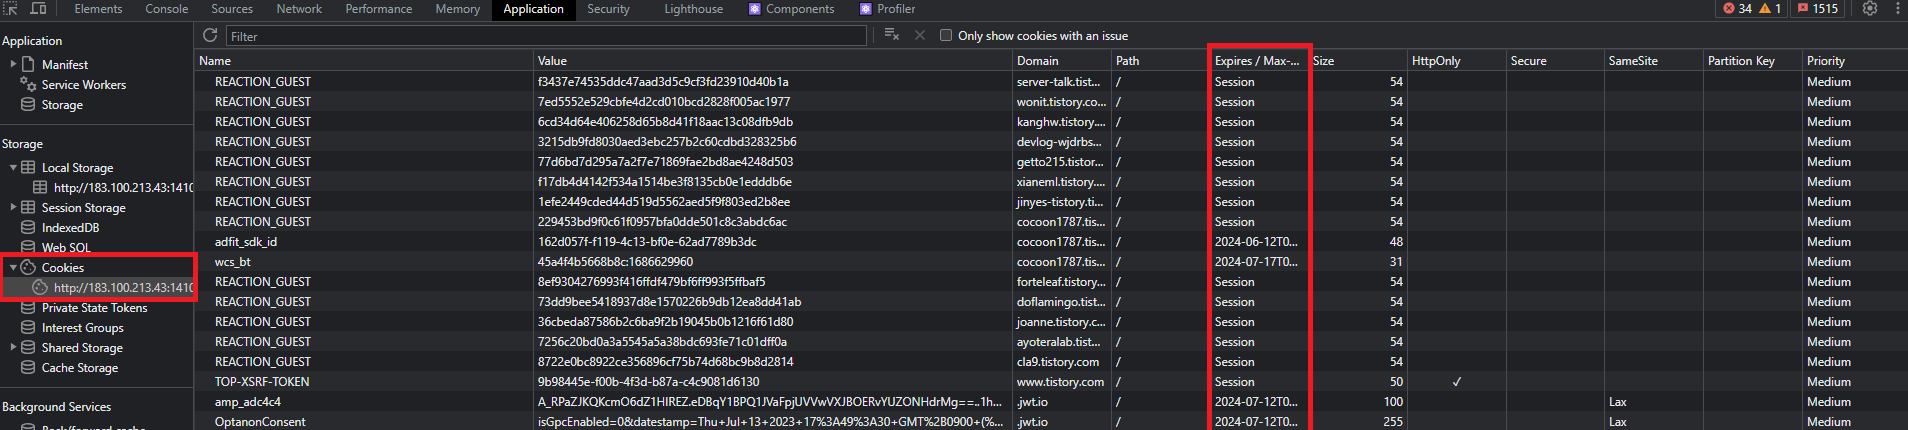 Elements Console Sources Network Performance Memory Application Security Lighthouse Components Profiler 34 1 1515
Application
Manifest
Service Workers
Storage
Storage
Local Storage
http://183.100.213.43:1410
Session Storage
IndexedDB
Web SQL
Cookies
http://183.100.213.43:1410
Private State Tokens
Interest Groups
Shared Storage
Cache Storage
Background Services
Back/forward cache
Filter Only show cookies with an issue
Name Value Domain Path Expires / Max-... Size HttpOnly Secure SameSite Partition Key Priority
REACTION_GUEST f3437e74535ddc47aad3d5c9cf3fd23910d40b1a server-talk.tist... / Session 54 Medium
REACTION_GUEST 7ed5552e529cbfe4d2cd010bcd2828f005ac1977 wonit.tistory.co... / Session 54 Medium
REACTION_GUEST 6cd34d64e406258d65b8d41f18aac13c08dfb9db kanghw.tistory.... / Session 54 Medium
REACTION_GUEST 3215db9fd8030aed3ebc257b2c60cdbd328325b6 devlog-wjdrbs... / Session 54 Medium
REACTION_GUEST 77d6bd7d295a7a2f7e71869fae2bd8ae4248d503 getto215.tistor... / Session 54 Medium
REACTION_GUEST f17db4d4142f534a1514be3f8135cb0e1edddb6e xianeml.tistory.... / Session 54 Medium
REACTION_GUEST 1efe2449cded44d519d5562aed5f9f803ed2b8ee jinyes-tistory.ti... / Session 54 Medium
REACTION_GUEST 229453bd9f0c61f0957bfa0dde501c8c3abdc6ac cocoon1787.tis... / Session 54 Medium
adfit_sdk_id 162d057f-f119-4c13-bf0e-62ad7789b3dc cocoon1787.tis... / 2024-06-12T0... 48 Medium
wcs_bt 45a4f4b5668b8c:1686629960 cocoon1787.tis... / 2024-07-17T0... 31 Medium
REACTION_GUEST 8ef9304276993f416ffdf479bf6ff993f5ffbaf5 forteleaf.tistory... / Session 54 Medium
REACTION_GUEST 73dd9bee5418937d8e1570226b9db12ea8dd41ab doflamingo.tist... / Session 54 Medium
REACTION_GUEST 36cbeda87586b2c6ba9f2b19045b0b1216f61d80 joanne.tistory.c... / Session 54 Medium
REACTION_GUEST 7256c20bd0a3a5545a5a38bdc693fe71c01dff0a ayoteralab.tist... / Session 54 Medium
REACTION_GUEST 8722e0bc8922ce356896cf75b74d68bc9b8d2814 cla9.tistory.com / Session 54 Medium
TOP-XSRF-TOKEN 9b98445e-f00b-4f3d-b87a-c4c9081d6130 www.tistory.com / Session 50 ✓ Medium
amp_adc4c4 A_RPaZJKQKcmO6dZ1HIREZ.eDBqY1BPQ1JVaFpjUVVwVXJBOERvYUZONHdrMg==..1h... .jwt.io / 2024-07-12T0... 100 Lax Medium
OptanonConsent isGpcEnabled=0&datestamp=Thu+Jul+13+2023+17%3A49%3A30+GMT%2B0900+(%... .jwt.io / 2024-07-12T0... 255 Lax Medium